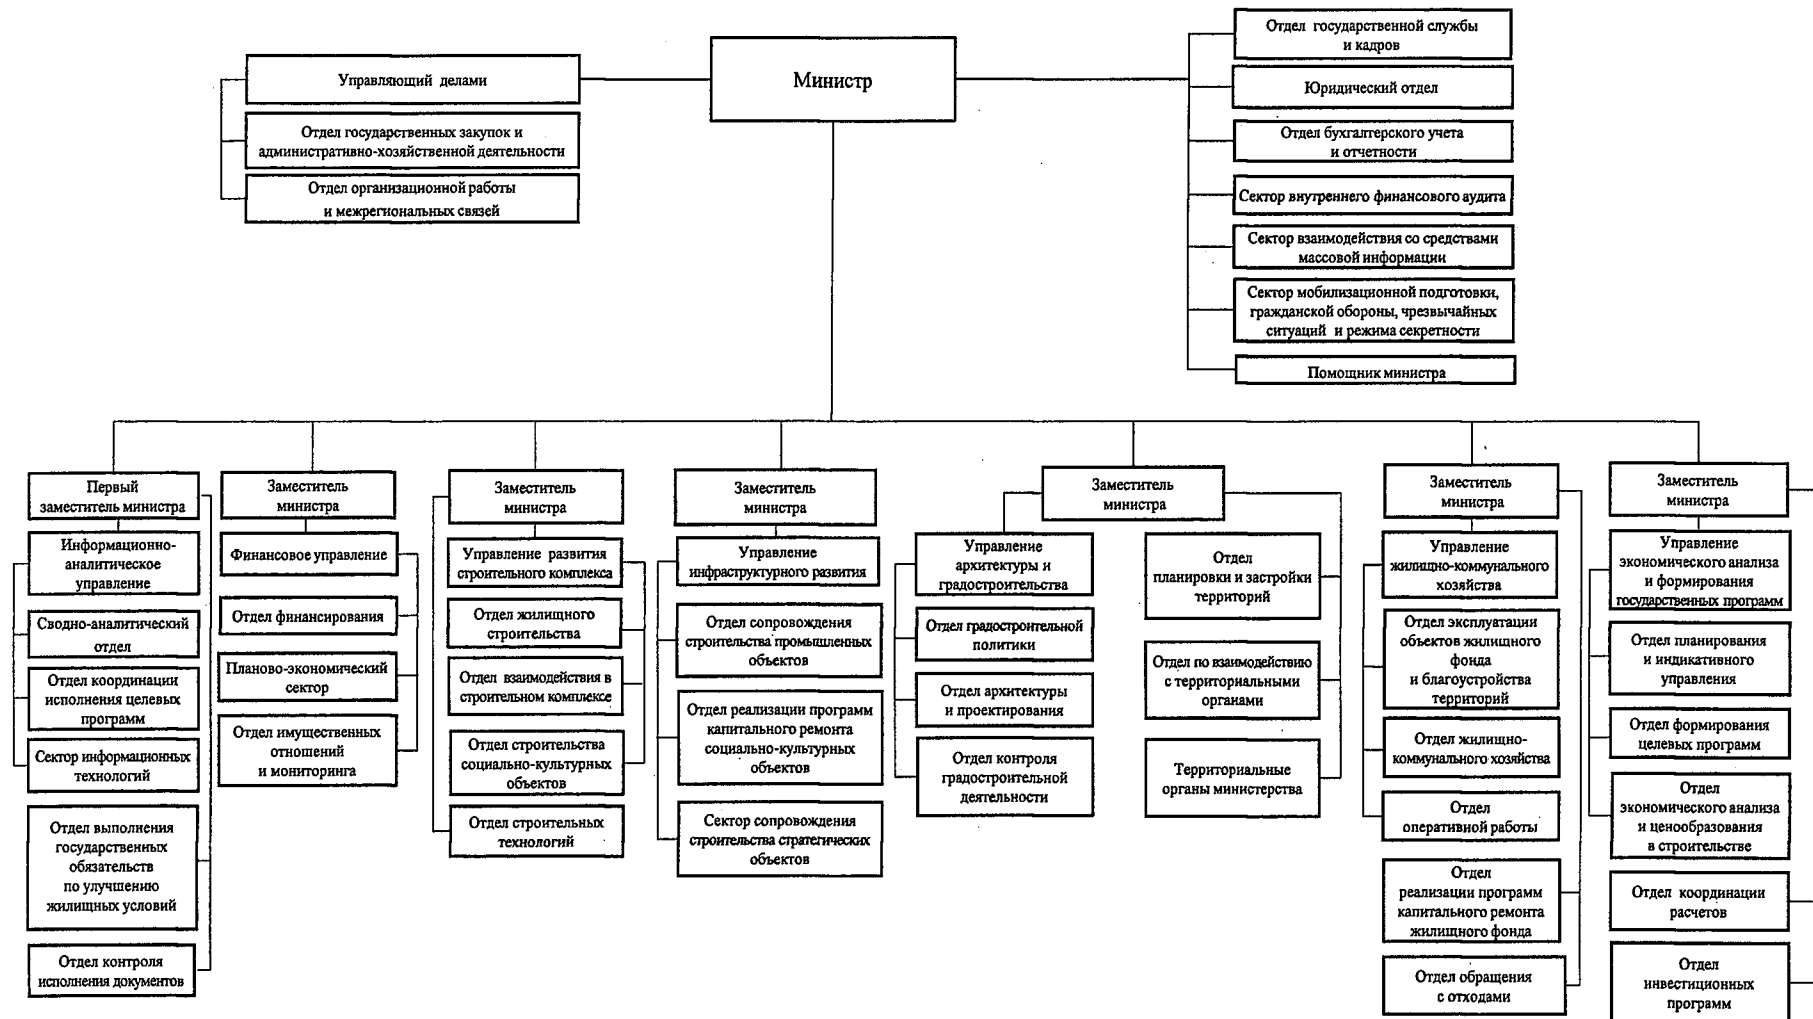 Министр
Управляющий делами
Отдел государственных закупок и
административно-хозяйственной деятельности
Отдел организационной работы
и межрегиональных связей
Отдел государственной службы
и кадров
Юридический отдел
Отдел бухгалтерского учета
и отчетности
Сектор внутреннего финансового аудита
Сектор взаимодействия со средствами
массовой информации
Сектор мобилизационной подготовки,
гражданской обороны, чрезвычайных
ситуаций и режима секретности
Помощник министра
Первый
заместитель министра
Информационно-
аналитическое
управление
Сводно-аналитический
отдел
Отдел координации
исполнения целевых
программ
Сектор информационных
технологий
Отдел выполнения
государственных
обязательств
по улучшению
жилищных условий
Отдел контроля
исполнения документов
Заместитель
министра
Финансовое управление
Отдел финансирования
Планово-экономический
сектор
Отдел имущественных
отношений
и мониторинга
Заместитель
министра
Управление развития
строительного комплекса
Отдел жилищного
строительства
Отдел взаимодействия в
строительном комплексе
Отдел строительства
социально-культурных
объектов
Отдел строительных
технологий
Заместитель
министра
Управление
инфраструктурного развития
Отдел сопровождения
строительства промышленных
объектов
Отдел реализации программ
капитального ремонта
социально-культурных
объектов
Сектор сопровождения
строительства стратегических
объектов
Заместитель
министра
Управление
архитектуры и
градостроительства
Отдел градостроительной
политики
Отдел архитектуры
и проектирования
Отдел контроля
градостроительной
деятельности
Отдел
планировки и застройки
территорий
Отдел по взаимодействию
с территориальными
органами
Территориальные
органы министерства
Заместитель
министра
Управление
жилищно-коммунального
хозяйства
Отдел эксплуатации
объектов жилищного
фонда
и благоустройства
территорий
Отдел жилищно-
коммунального хозяйства
Отдел
оперативной работы
Отдел
реализации программ
капитального ремонта
жилищного фонда
Отдел обращения
с отходами
Заместитель
министра
Управление
экономического анализа
и формирования
государственных программ
Отдел планирования
и индикативного
управления
Отдел формирования
целевых программ
Отдел
экономического анализа
и ценообразования
в строительстве
Отдел координации
расчетов
Отдел
инвестиционных
программ